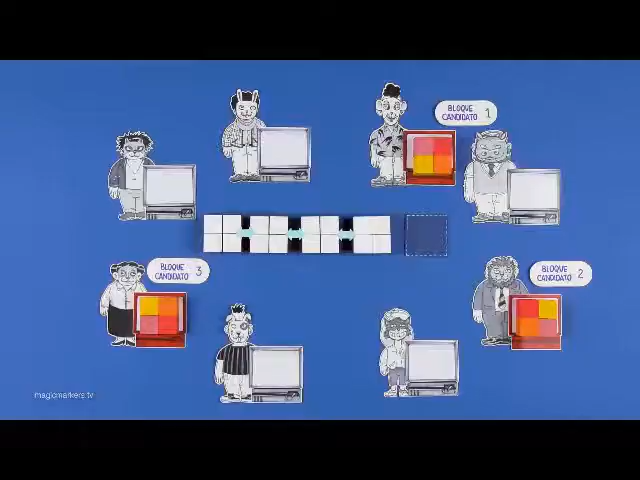 BLOQUE
CANDIDATO 1
BLOQUE
CANDIDATO 3
BLOQUE
CANDIDATO 2
magicmarkers.tv